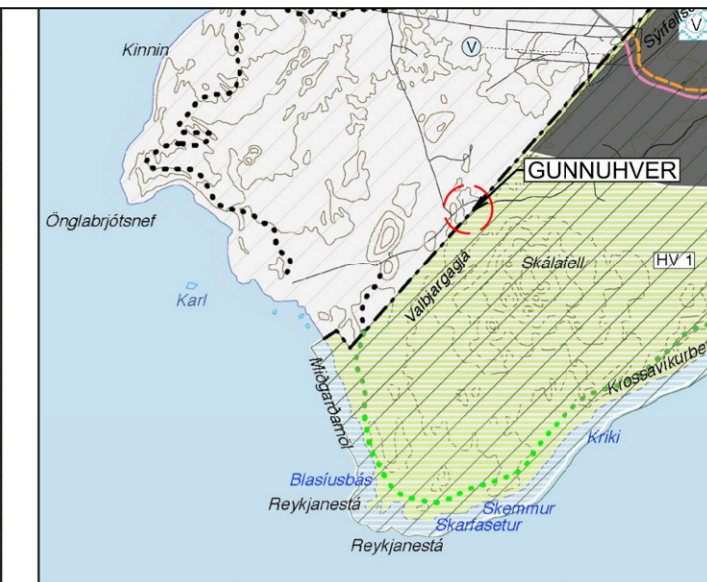 Kinnin
V
Sýrfells
V
GUNNUHVER
Önglabrjótsnef
Valbjargagjá
Skálafell
HV 1
Karl
Krossavíkurbe
Miðgarðamöl
Kriki
Blasíusbás
Reykjanestá
Skemmur
Skarfasetur
Reykjanestá